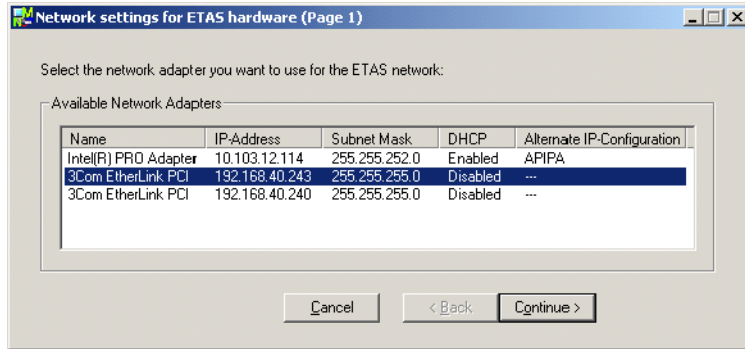 Network settings for ETAS hardware (Page 1)
Select the network adapter you want to use for the ETAS network:
Available Network Adapters
Name IP-Address Subnet Mask DHCP Alternate IP-Configuration
Intel(R) PRO Adapter 10.103.12.114 255.255.252.0 Enabled APIPA
3Com EtherLink PCI 192.168.40.243 255.255.255.0 Disabled ---
3Com EtherLink PCI 192.168.40.240 255.255.255.0 Disabled ---
Cancel < Back Continue >